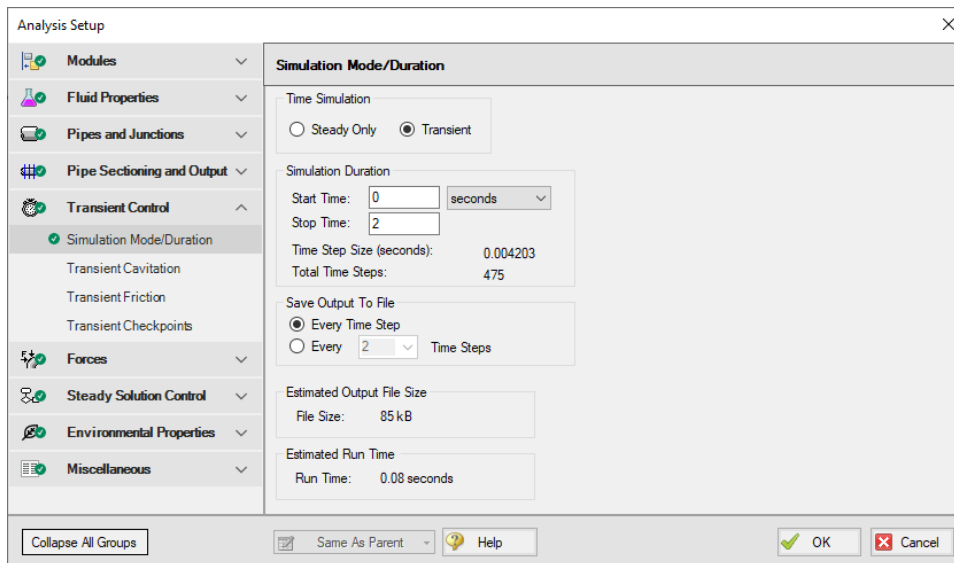 Analysis Setup
Modules
Fluid Properties
Pipes and Junctions
Pipe Sectioning and Output
Transient Control
Simulation Mode/Duration
Transient Cavitation
Transient Friction
Transient Checkpoints
Forces
Steady Solution Control
Environmental Properties
Miscellaneous
Simulation Mode/Duration
Time Simulation
Steady Only Transient
Simulation Duration
Start Time: 0 seconds
Stop Time: 2
Time Step Size (seconds): 0.004203
Total Time Steps: 475
Save Output To File
Every Time Step
Every 2 Time Steps
Estimated Output File Size
File Size: 85 kB
Estimated Run Time
Run Time: 0.08 seconds
Collapse All Groups Same As Parent Help OK Cancel